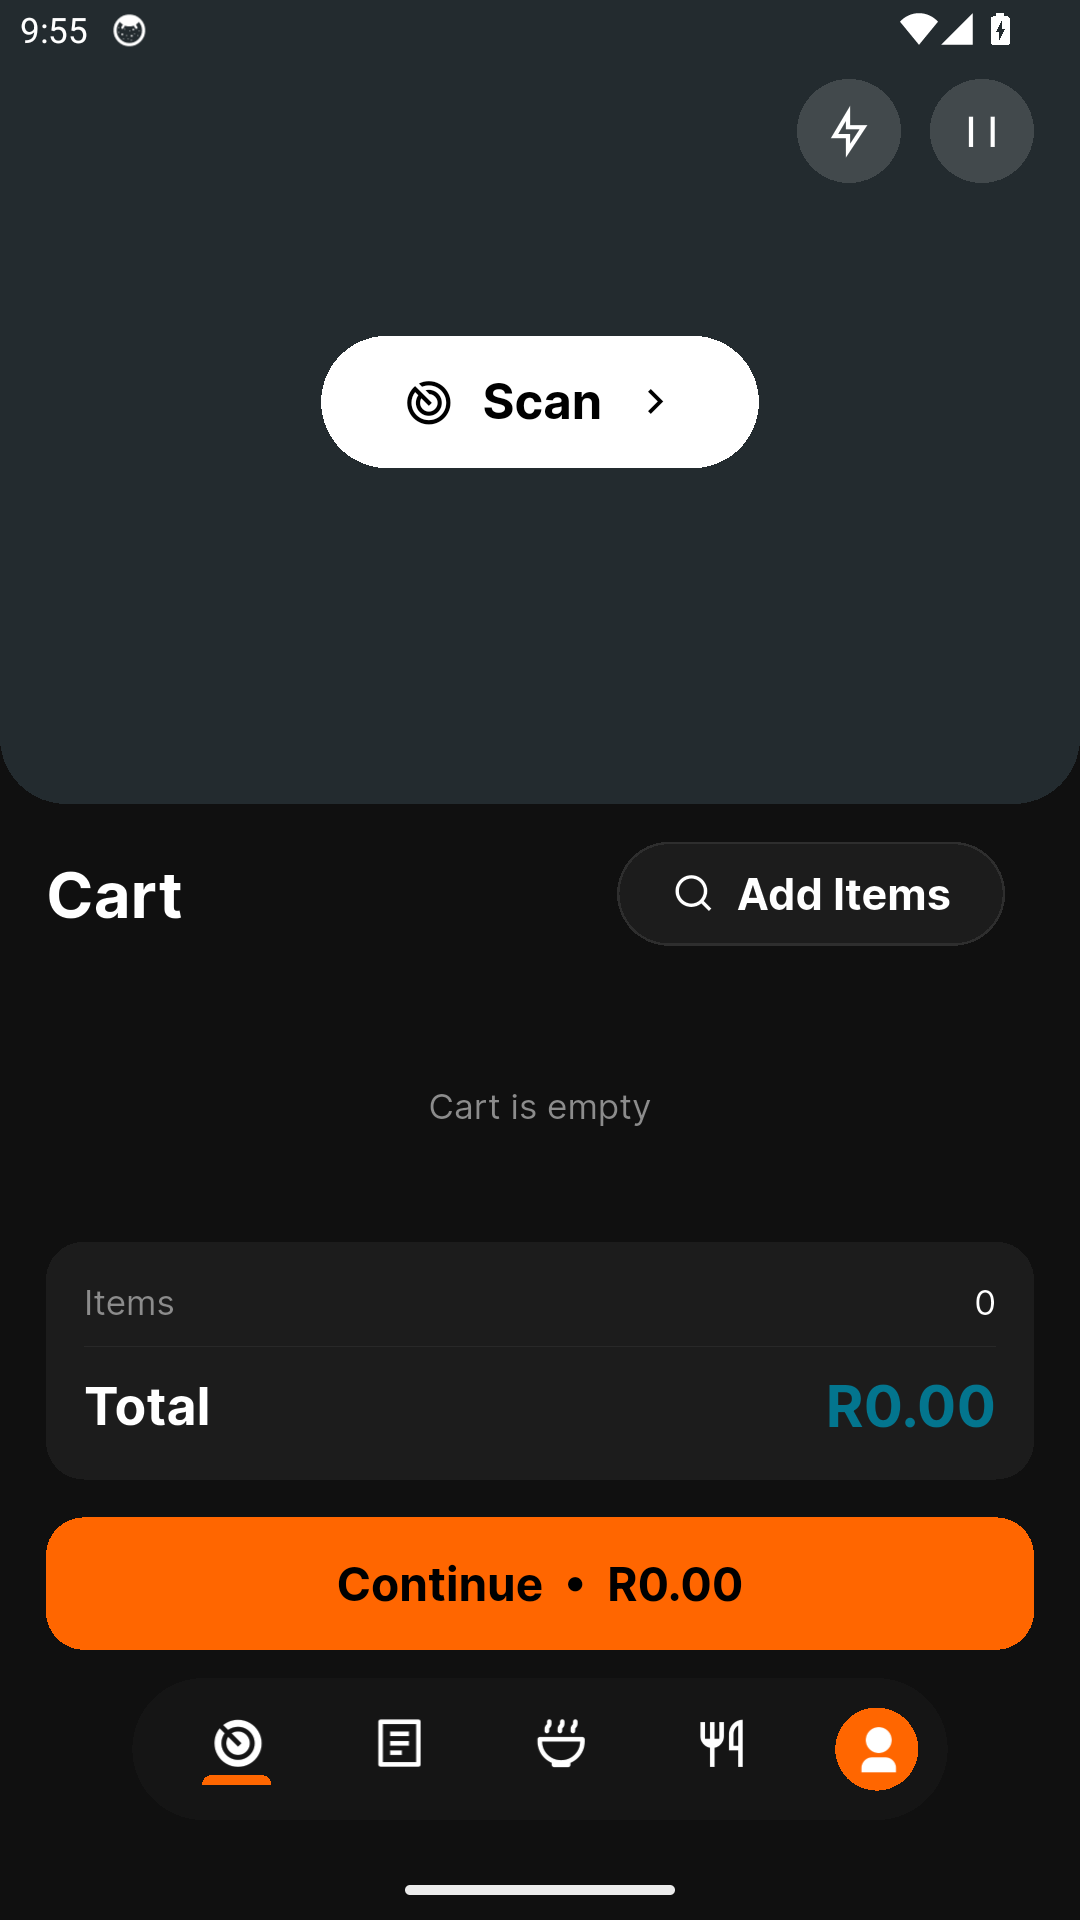 9:55
Scan
Cart
Add Items
Cart is empty
Items 0
Total R0.00
Continue • R0.00